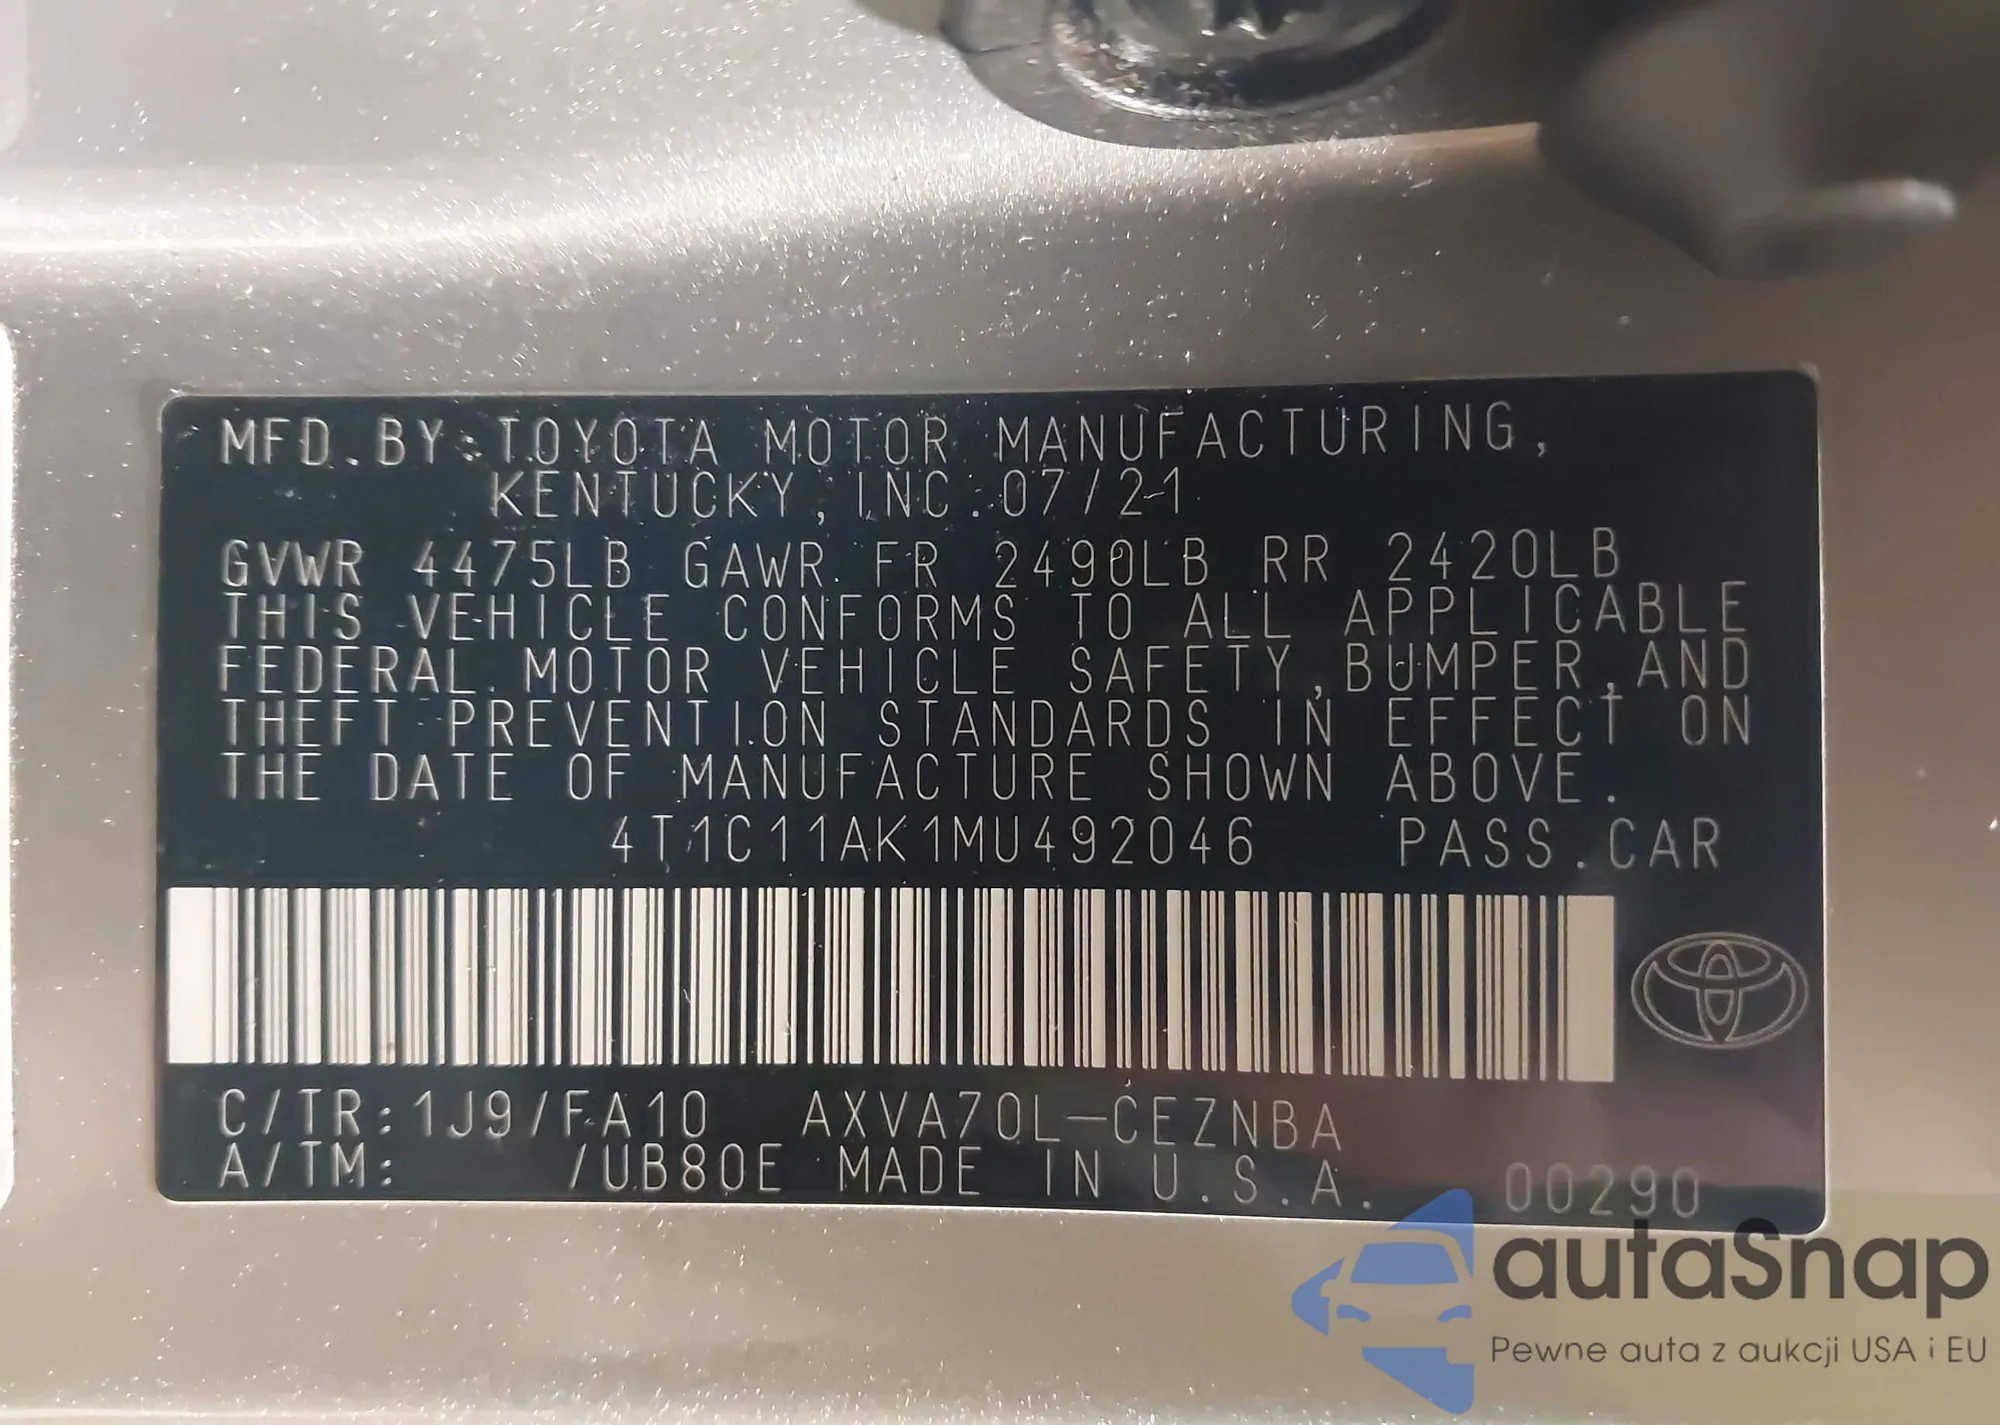 MFD.BY:TOYOTA MOTOR MANUFACTURING,
KENTUCKY,INC.07/21
GVWR 4475LB GAWR FR 2490LB RR 2420LB
THIS VEHICLE CONFORMS TO ALL APPLICABLE
FEDERAL MOTOR VEHICLE SAFETY,BUMPER,AND
THEFT PREVENTION STANDARDS IN EFFECT ON
THE DATE OF MANUFACTURE SHOWN ABOVE.
4T1C11AK1MU492046 PASS.CAR
C/TR:1J9/FA10 AXVA70L-CEZNBA
A/TM: /UB80E MADE IN U.S.A. 00290
autaSnap
Pewne auta z aukcji USA i EU